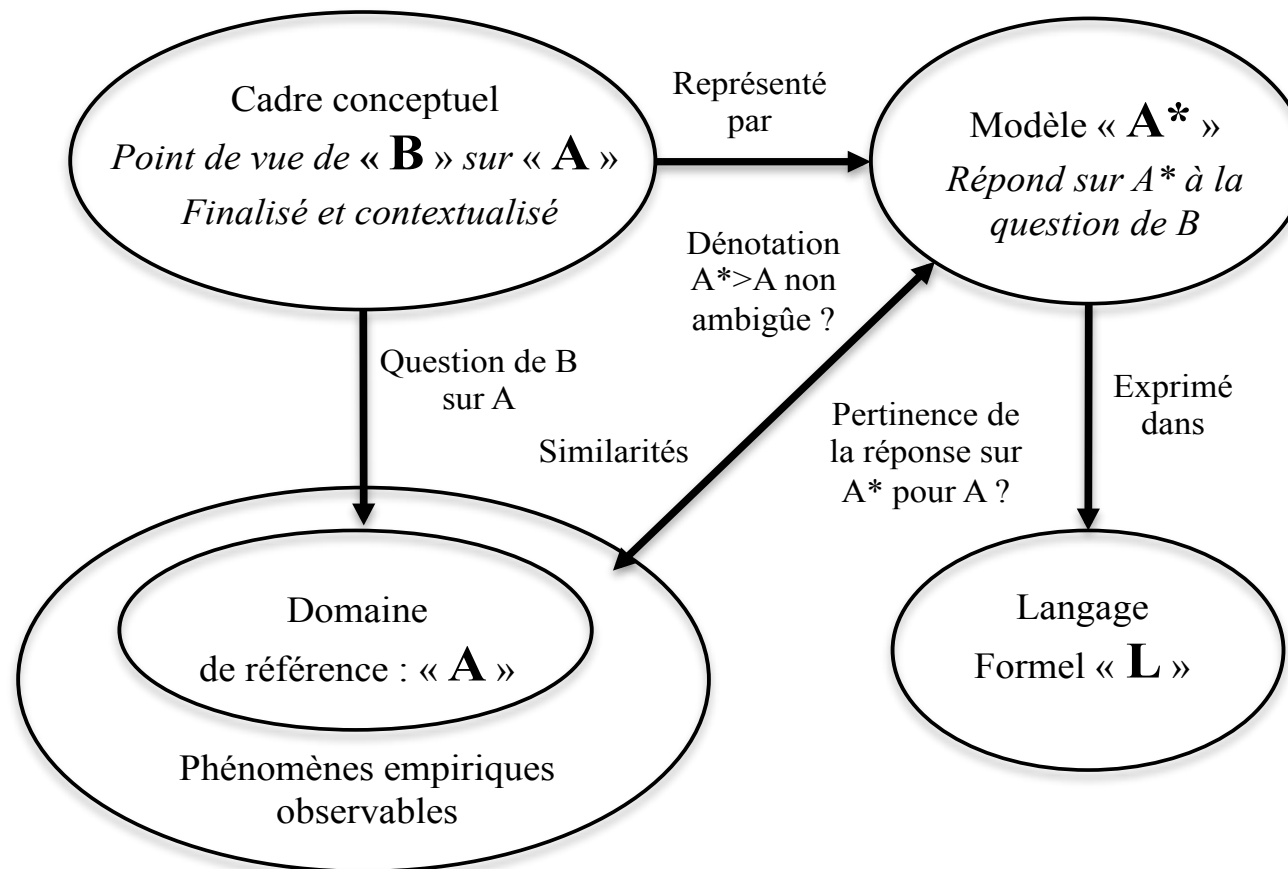 Cadre conceptuel
Point de vue de « B » sur « A »
Finalisé et contextualisé
Représenté
par
Modèle « A* »
Répond sur A* à la
question de B
Dénotation
A*>A non
ambigûe ?
Question de B
sur A
Similarités
Pertinence de
la réponse sur
A* pour A ?
Exprimé
dans
Domaine
de référence : « A »
Phénomènes empiriques
observables
Langage
Formel « L »